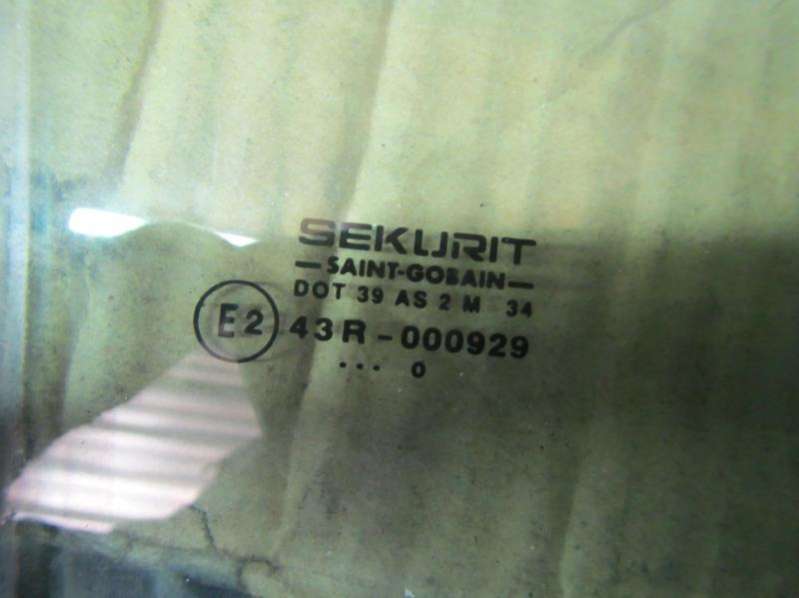 SEKURIT
—SAINT-GOBAIN—
DOT 39 AS 2 M 34
E2 43R-000929
... 0